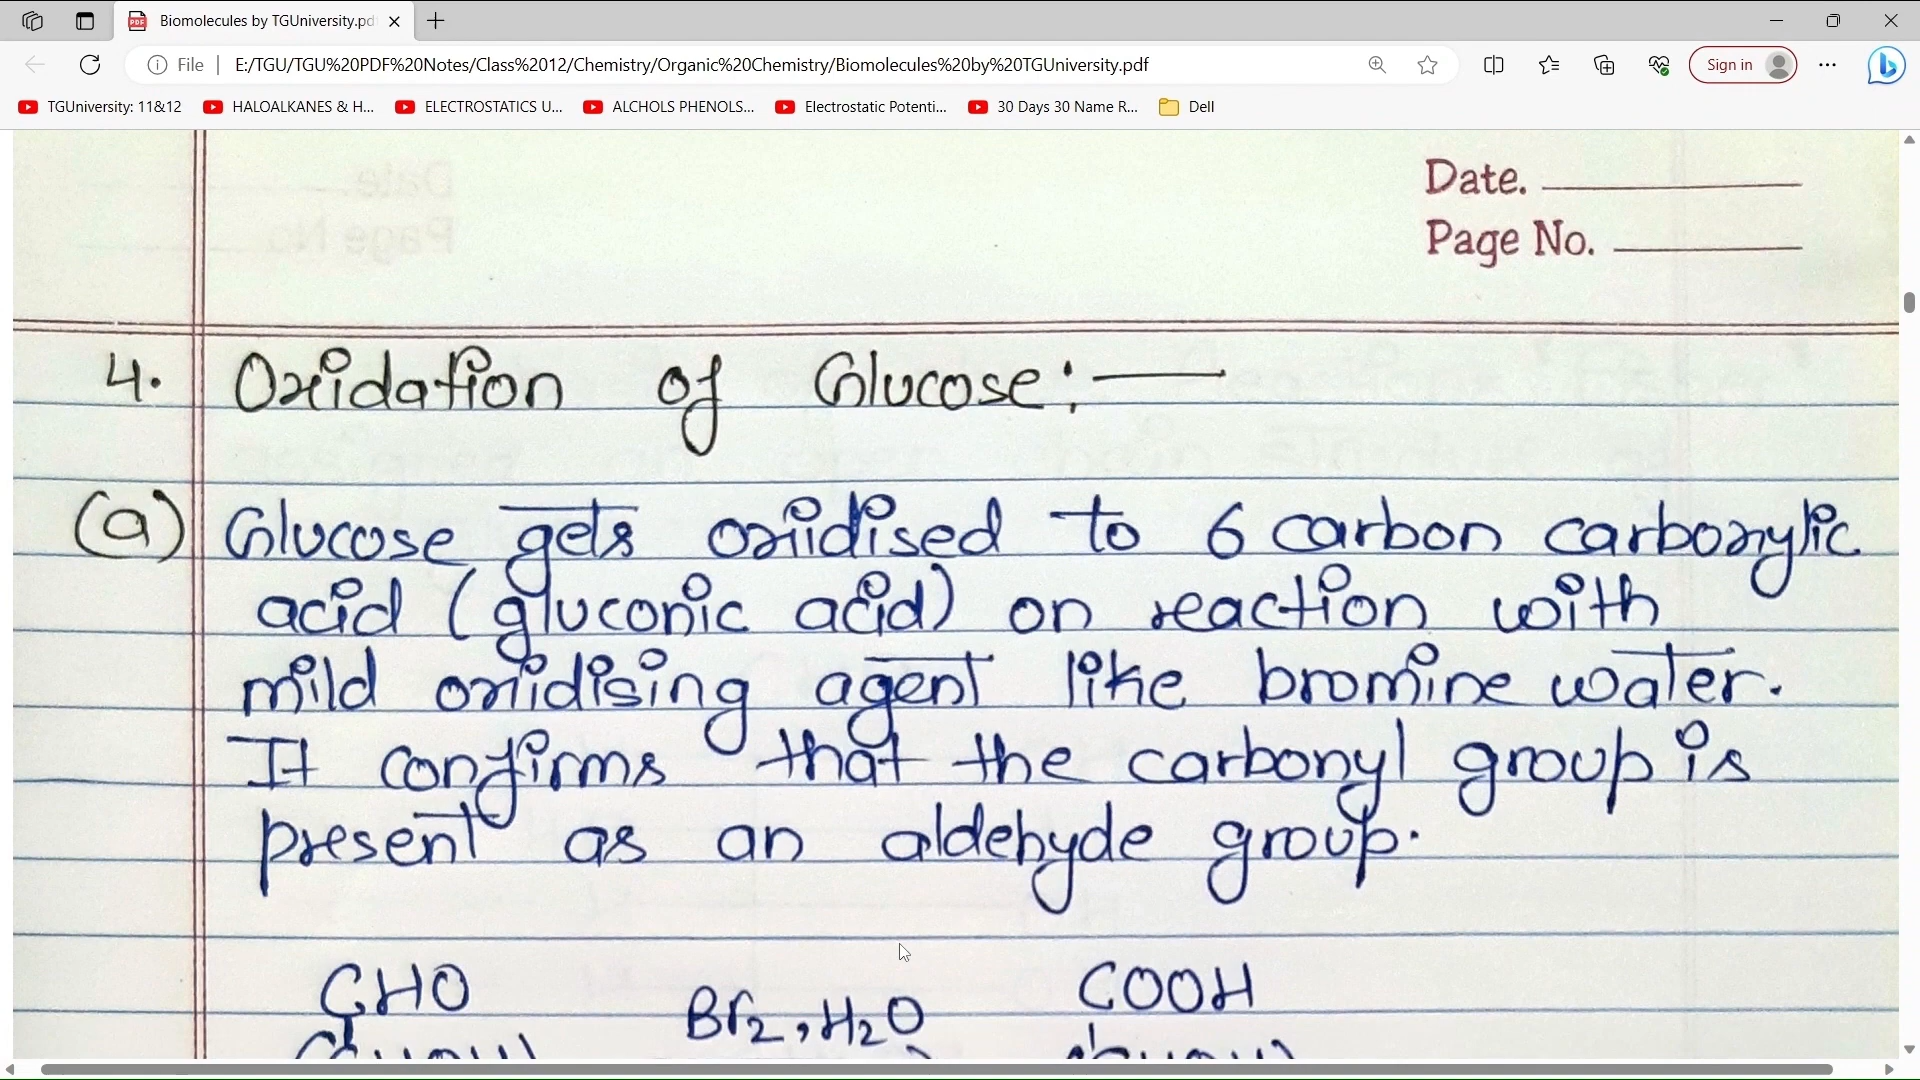 Biomolecules by TGUniversity.pd
File
E:/TGU/TGU%20PDF%20Notes/Class%2012/Chemistry/Organic%20Chemistry/Biomolecules%20by%20TGUniversity.pdf
Sign in
TGUniversity: 11&12
HALOALKANES & H...
ELECTROSTATICS U...
ALCHOLS PHENOLS...
Electrostatic Potenti...
30 Days 30 Name R...
Dell
Date.
Page No.
4. Oxidation of Glucose:—
(a) Glucose gets oxidised to 6 carbon carboxylic
acid (gluconic acid) on reaction with
mild oxidising agent like bromine water.
It confirms that the carbonyl group is
present as an aldehyde group.
CHO Br2, H2O COOH